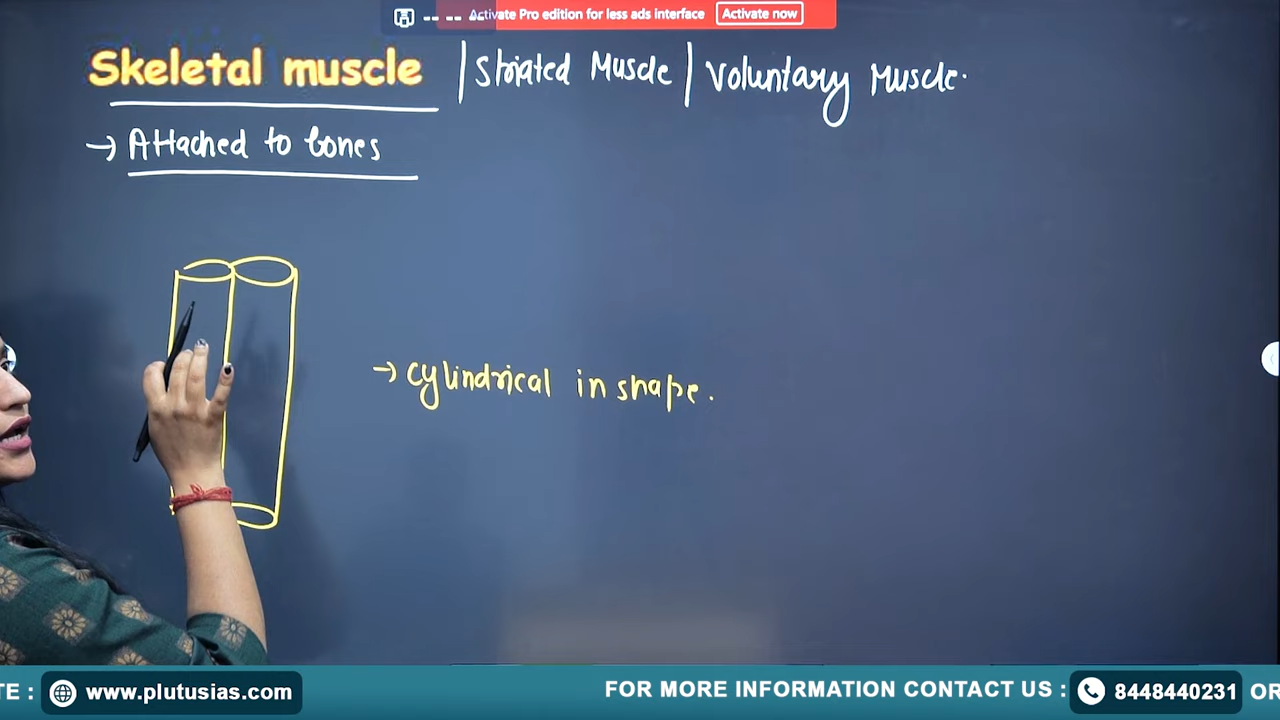 Activate Pro edition for less ads interface Activate now
Skeletal muscle | Striated Muscle | Voluntary Muscle.
→ Attached to bones
→ cylindrical in shape.
TE : www.plutusias.com FOR MORE INFORMATION CONTACT US : 8448440231 OR